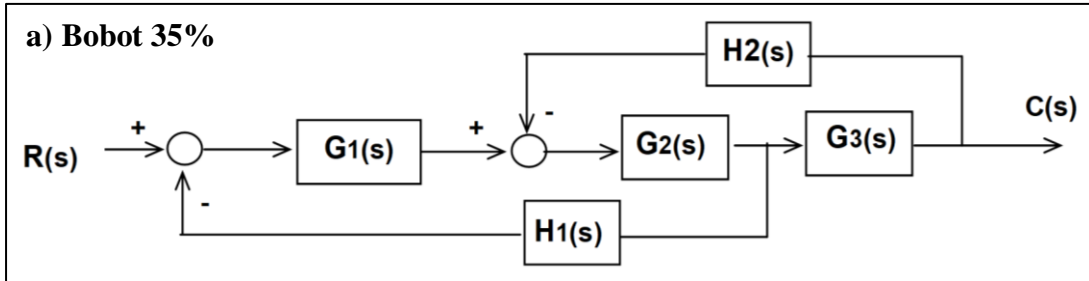 a) Bobot 35%
H2(s)
C(s)
+
-
+
R(s)
G1(s)
G2(s)
G3(s)
-
H1(s)